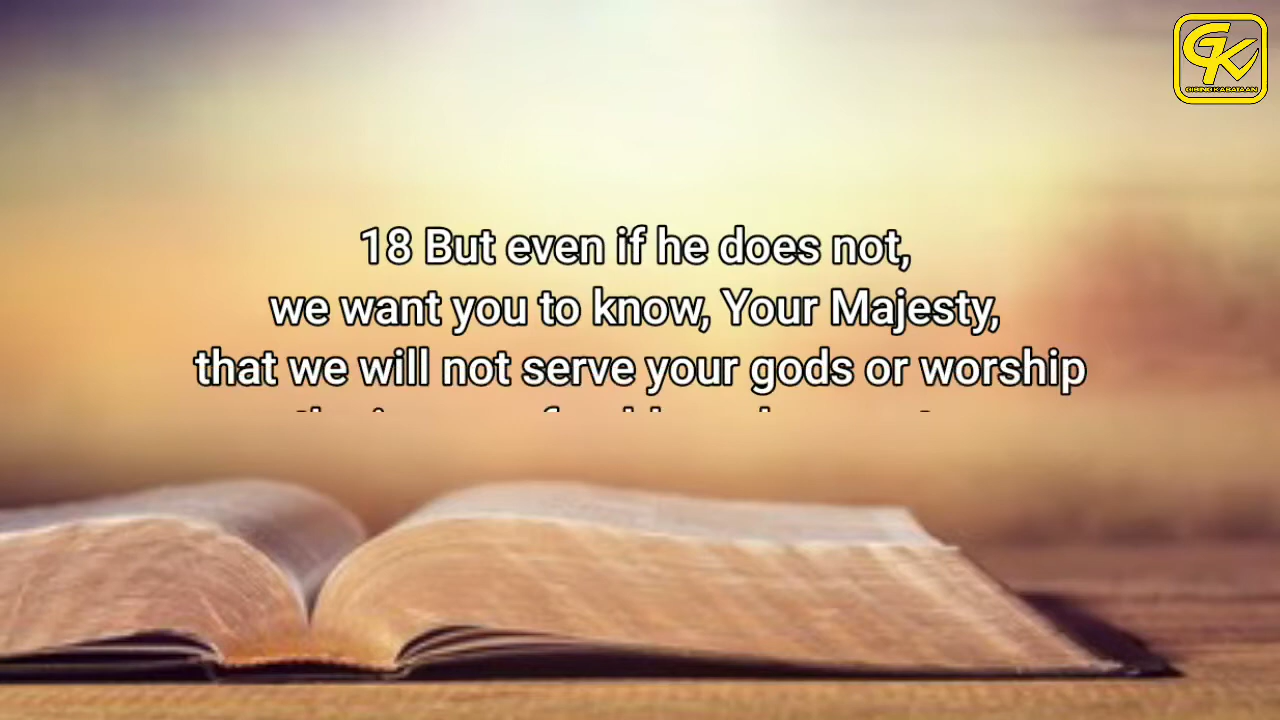 18 But even if he does not,
we want you to know, Your Majesty,
that we will not serve your gods or worship